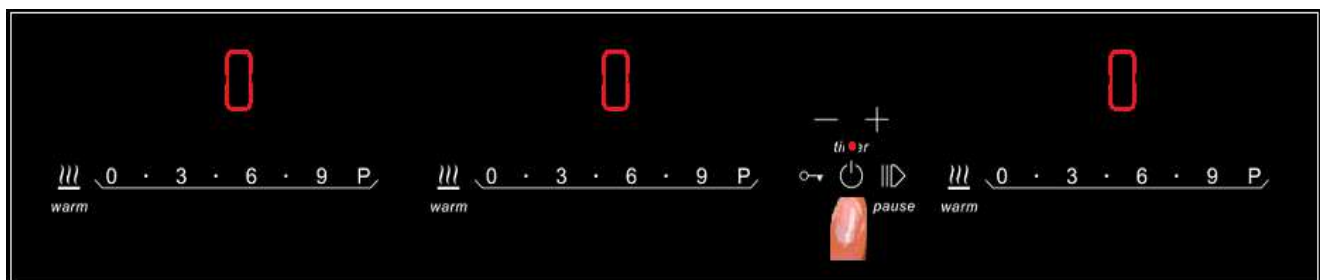 0 0 0
− +
timer
0 · 3 · 6 · 9 P 0 · 3 · 6 · 9 P 0 · 3 · 6 · 9 P
warm warm pause warm